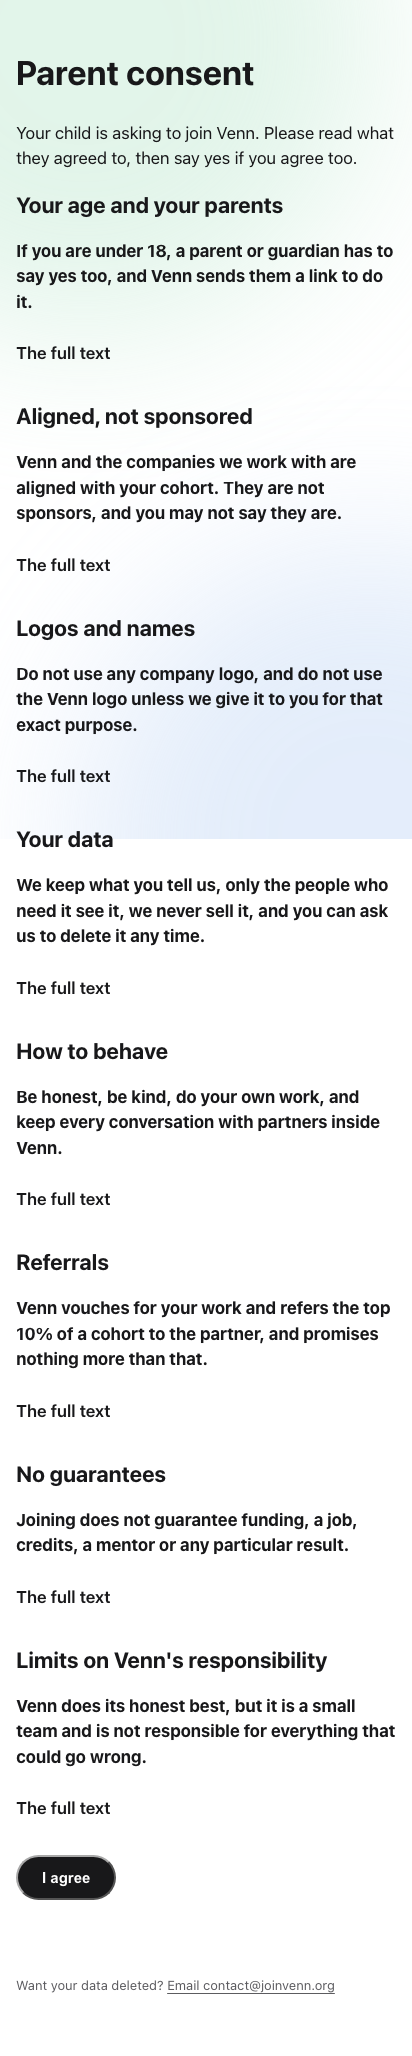 Parent consent
Your child is asking to join Venn. Please read what
they agreed to, then say yes if you agree too.
Your age and your parents
If you are under 18, a parent or guardian has to
say yes too, and Venn sends them a link to do
it.
The full text
Aligned, not sponsored
Venn and the companies we work with are
aligned with your cohort. They are not
sponsors, and you may not say they are.
The full text
Logos and names
Do not use any company logo, and do not use
the Venn logo unless we give it to you for that
exact purpose.
The full text
Your data
We keep what you tell us, only the people who
need it see it, we never sell it, and you can ask
us to delete it any time.
The full text
How to behave
Be honest, be kind, do your own work, and
keep every conversation with partners inside
Venn.
The full text
Referrals
Venn vouches for your work and refers the top
10% of a cohort to the partner, and promises
nothing more than that.
The full text
No guarantees
Joining does not guarantee funding, a job,
credits, a mentor or any particular result.
The full text
Limits on Venn's responsibility
Venn does its honest best, but it is a small
team and is not responsible for everything that
could go wrong.
The full text
I agree
Want your data deleted? Email contact@joinvenn.org